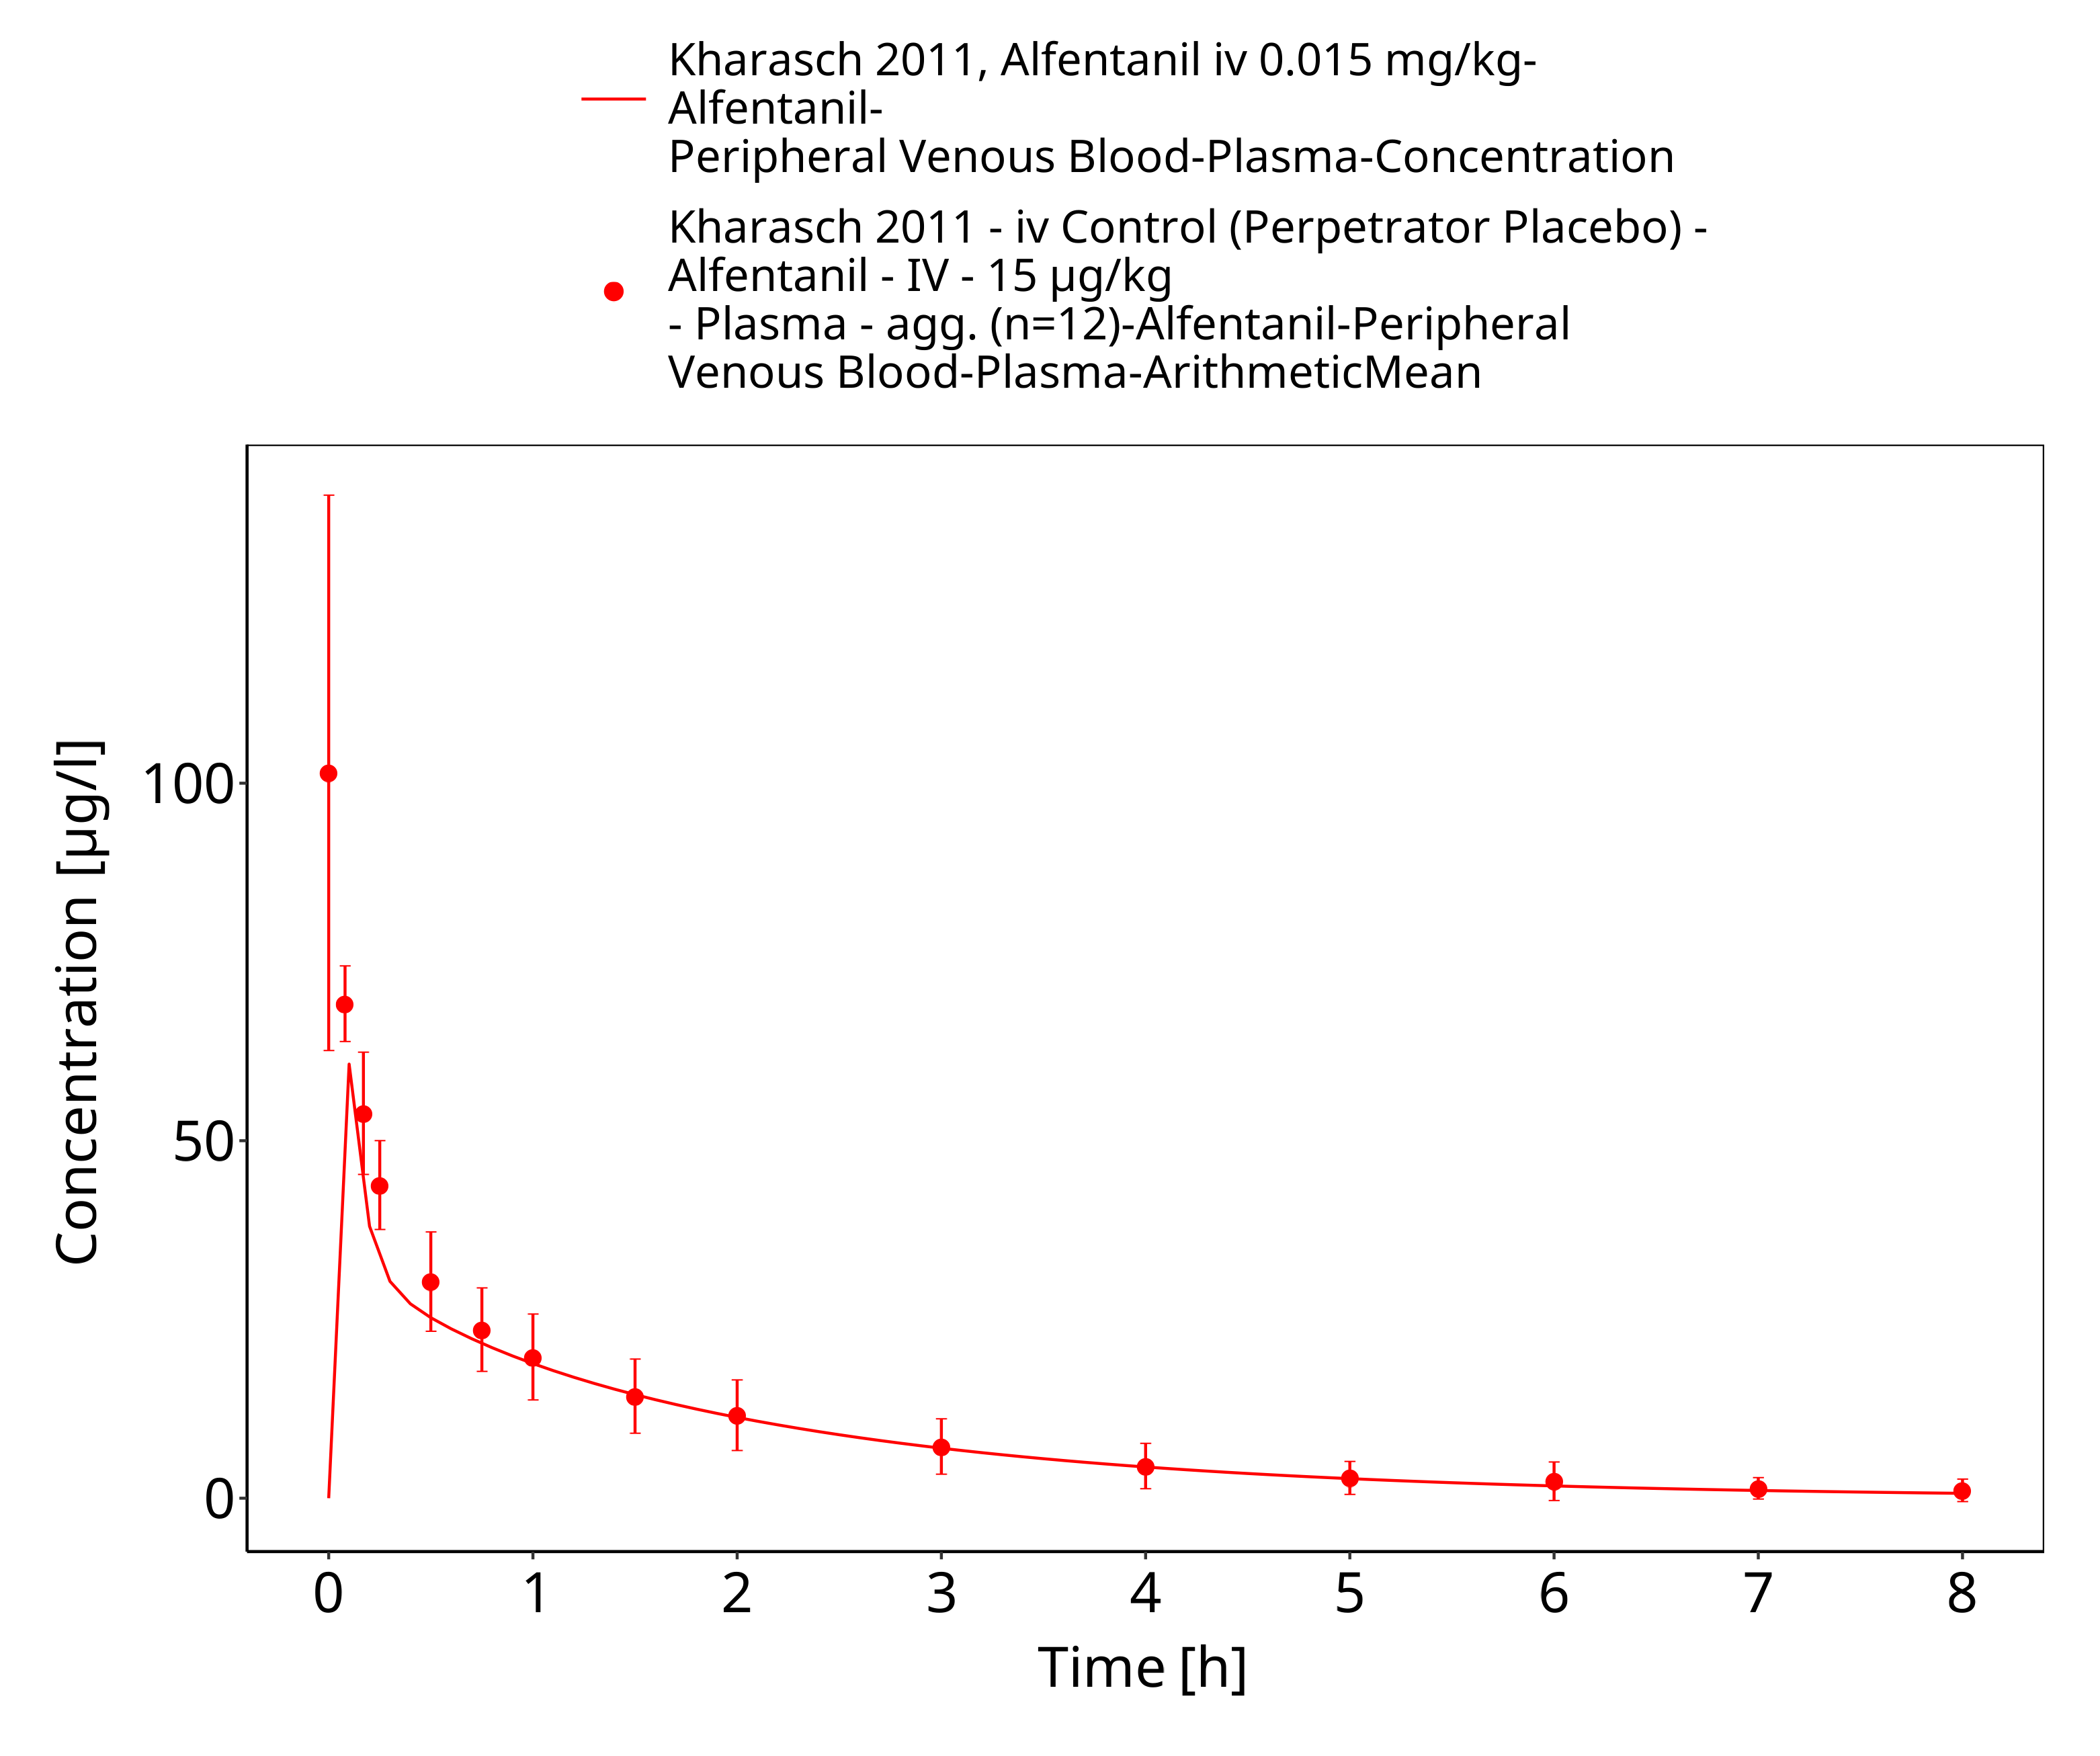 Kharasch 2011, Alfentanil iv 0.015 mg/kg-
Alfentanil-
Peripheral Venous Blood-Plasma-Concentration
Kharasch 2011 - iv Control (Perpetrator Placebo) -
Alfentanil - IV - 15 µg/kg
- Plasma - agg. (n=12)-Alfentanil-Peripheral
Venous Blood-Plasma-ArithmeticMean
Concentration [µg/l]
100
50
0
0 1 2 3 4 5 6 7 8
Time [h]